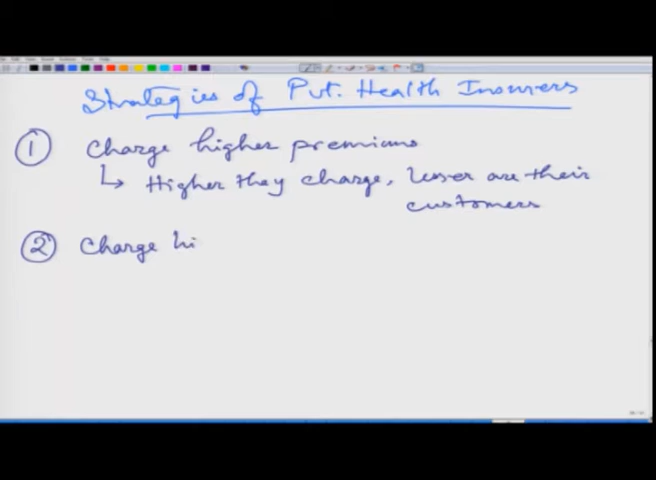 Strategies of Pvt. Health Insurers
1 Charge higher premiums
↳ Higher they charge, lesser are their
customers
2 Charge hi